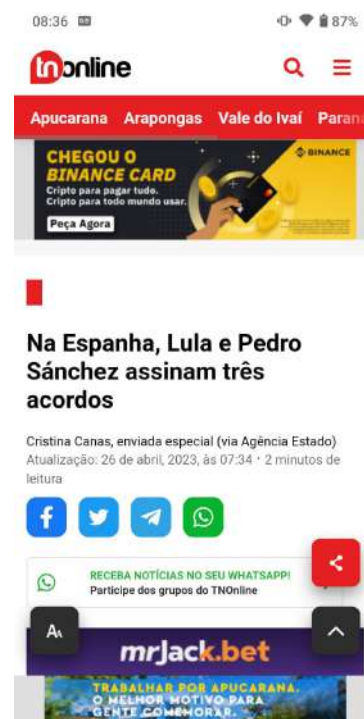 08:36
87%
tnonline
Apucarana Arapongas Vale do Ivaí Paraná
CHEGOU O
BINANCE CARD
Cripto para pagar tudo.
Cripto para todo mundo usar.
Peça Agora
BINANCE
Na Espanha, Lula e Pedro
Sánchez assinam três
acordos
Cristina Canas, enviada especial (via Agência Estado)
Atualização: 26 de abril, 2023, às 07:34 • 2 minutos de
leitura
RECEBA NOTÍCIAS NO SEU WHATSAPP!
Participe dos grupos do TNOnline
AA
mrJack.bet
TRABALHAR POR APUCARANA.
O MELHOR MOTIVO PARA
GENTE COMEMORAR.